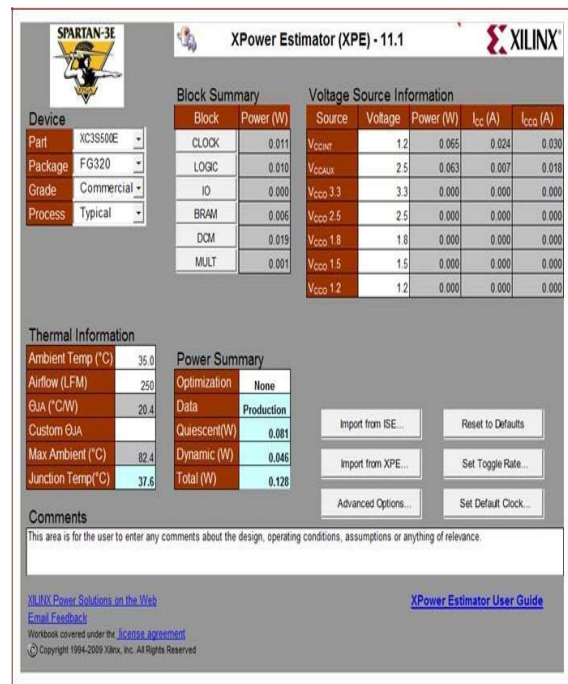 SPARTAN-3E
XPower Estimator (XPE) - 11.1
XILINX
Device
Part XC3S500E
Package FG320
Grade Commercial
Process Typical
Block Summary
Block Power (W)
CLOCK 0.011
LOGIC 0.010
IO 0.000
BRAM 0.006
DCM 0.019
MULT 0.001
Voltage Source Information
Source Voltage Power (W) ICC (A) ICCQ (A)
VCCINT 1.2 0.065 0.024 0.030
VCCAUX 2.5 0.063 0.007 0.018
VCCO 3.3 3.3 0.000 0.000 0.000
VCCO 2.5 2.5 0.000 0.000 0.000
VCCO 1.8 1.8 0.000 0.000 0.000
VCCO 1.5 1.5 0.000 0.000 0.000
VCCO 1.2 1.2 0.000 0.000 0.000
Thermal Information
Ambient Temp (°C) 35.0
Airflow (LFM) 250
ΘJA (°C/W) 20.4
Custom ΘJA
Max Ambient (°C) 82.4
Junction Temp(°C) 37.6
Power Summary
Optimization None
Data Production
Quiescent(W) 0.081
Dynamic (W) 0.046
Total (W) 0.128
Import from ISE... Reset to Defaults
Import from XPE... Set Toggle Rate...
Advanced Options... Set Default Clock...
Comments
This area is for the user to enter any comments about the design, operating conditions, assumptions or anything of relevance.
XILINX Power Solutions on the Web
XPower Estimator User Guide
Email Feedback
Workbook covered under the license agreement
© Copyright 1994-2009 Xilinx, Inc. All Rights Reserved